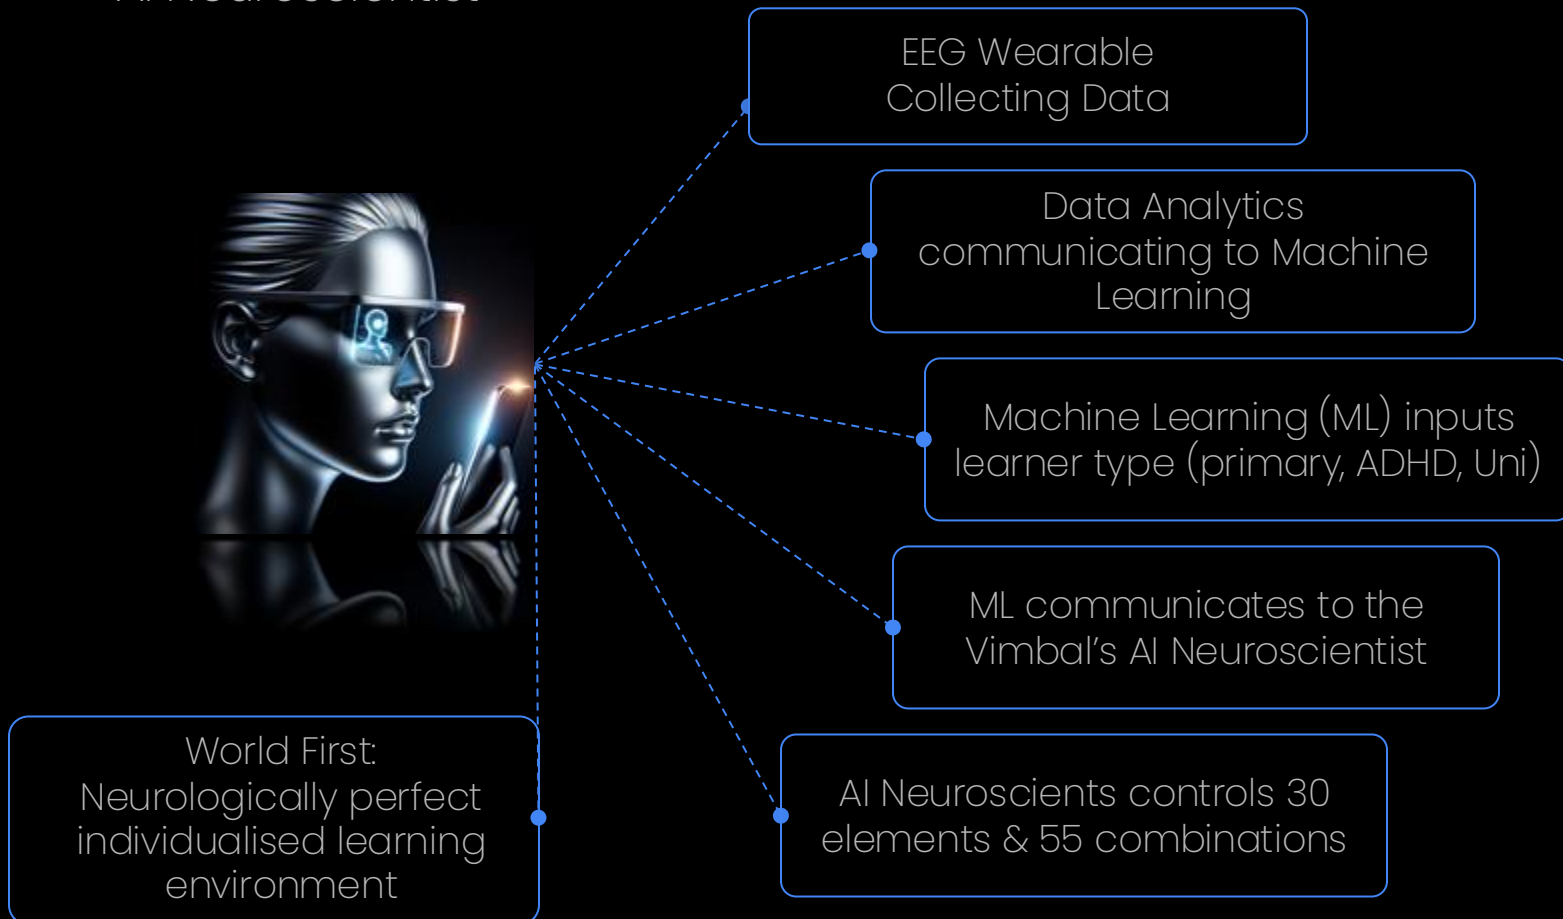 AI Neuroscientist
EEG Wearable
Collecting Data
Data Analytics
communicating to Machine
Learning
Machine Learning (ML) inputs
learner type (primary, ADHD, Uni)
ML communicates to the
Vimbal’s AI Neuroscientist
AI Neuroscients controls 30
elements & 55 combinations
World First:
Neurologically perfect
individualised learning
environment